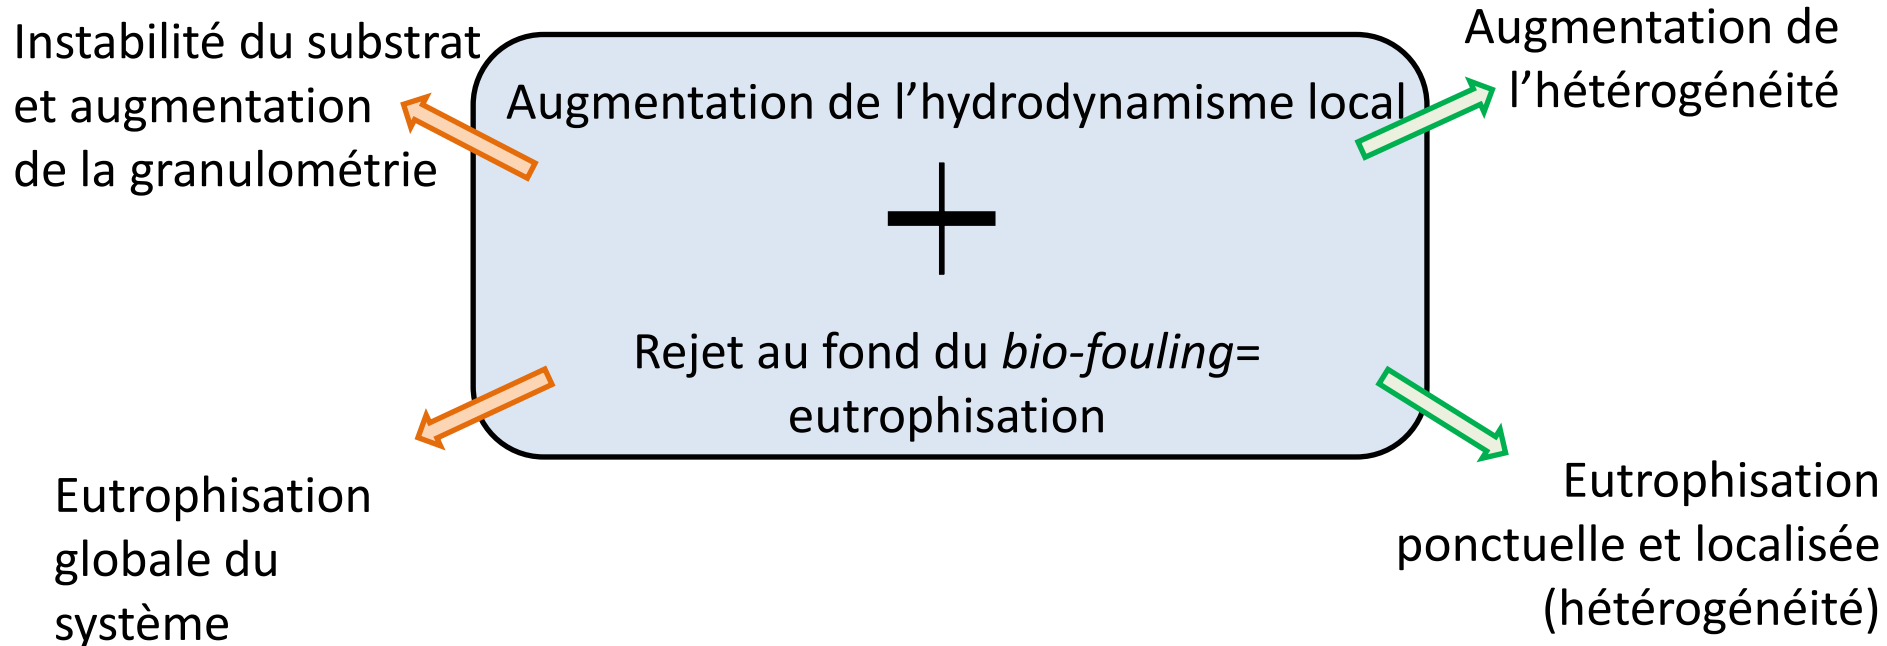 Instabilité du substrat
et augmentation
de la granulométrie
Augmentation de l’hydrodynamisme local
Augmentation de
l’hétérogénéité
Rejet au fond du bio-fouling=
eutrophisation
Eutrophisation
globale du
système
Eutrophisation
ponctuelle et localisée
(hétérogénéité)